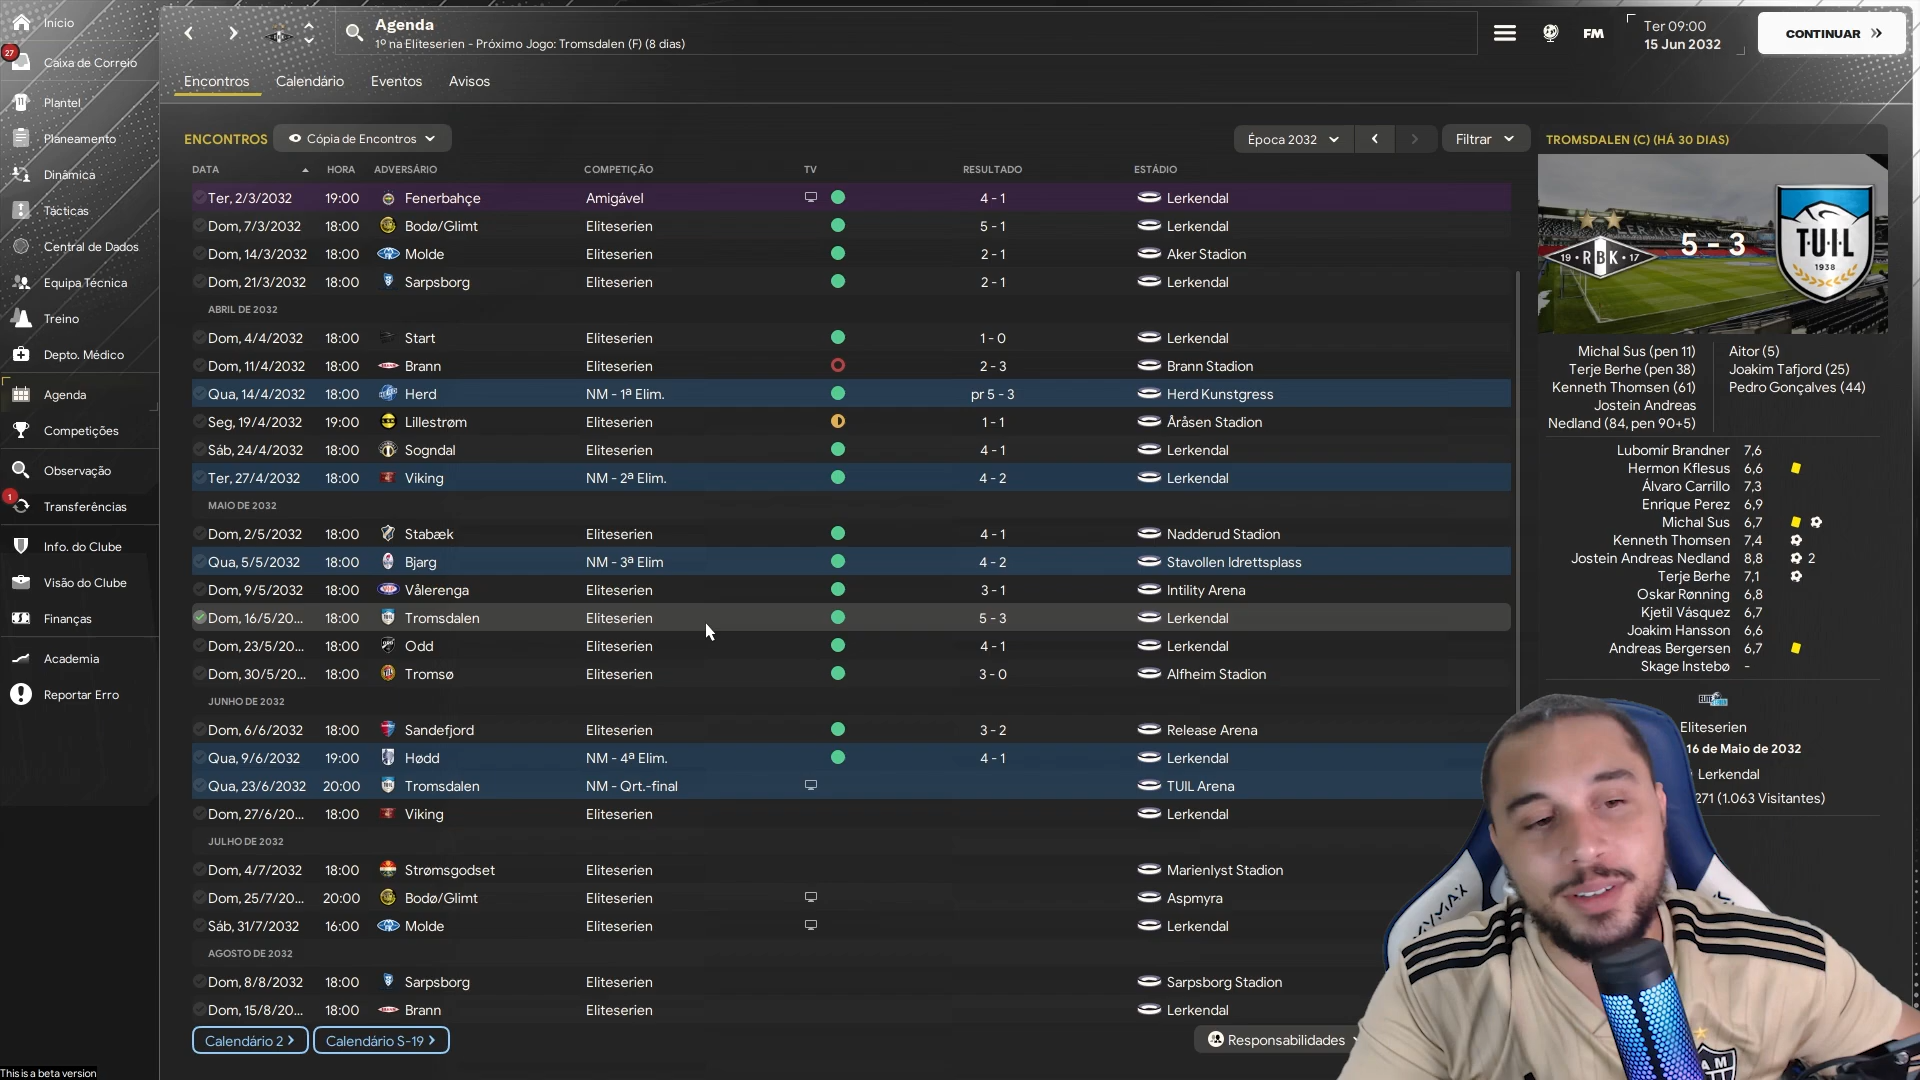 Início
27
Caixa de Correio
Plantel
Planeamento
Dinâmica
Tácticas
Central de Dados
Equipa Técnica
Treino
Depto. Médico
Agenda
Competições
Observação
1
Transferências
Info. do Clube
Visão do Clube
Finanças
Academia
Reportar Erro
This is a beta version
Agenda
1º na Eliteserien - Próximo Jogo: Tromsdalen (F) (8 dias)
FM
Ter 09:00
15 Jun 2032
CONTINUAR
Encontros Calendário Eventos Avisos
ENCONTROS Cópia de Encontros Época 2032 Filtrar
DATA HORA ADVERSÁRIO COMPETIÇÃO TV RESULTADO ESTÁDIO
Ter, 2/3/2032 19:00 Fenerbahçe Amigável 4 - 1 Lerkendal
Dom, 7/3/2032 18:00 Bodø/Glimt Eliteserien 5 - 1 Lerkendal
Dom, 14/3/2032 18:00 Molde Eliteserien 2 - 1 Aker Stadion
Dom, 21/3/2032 18:00 Sarpsborg Eliteserien 2 - 1 Lerkendal
ABRIL DE 2032
Dom, 4/4/2032 18:00 Start Eliteserien 1 - 0 Lerkendal
Dom, 11/4/2032 18:00 Brann Eliteserien 2 - 3 Brann Stadion
Qua, 14/4/2032 18:00 Herd NM - 1ª Elim. pr 5 - 3 Herd Kunstgress
Seg, 19/4/2032 19:00 Lillestrøm Eliteserien 1 - 1 Åråsen Stadion
Sáb, 24/4/2032 18:00 Sogndal Eliteserien 4 - 1 Lerkendal
Ter, 27/4/2032 18:00 Viking NM - 2ª Elim. 4 - 2 Lerkendal
MAIO DE 2032
Dom, 2/5/2032 18:00 Stabæk Eliteserien 4 - 1 Nadderud Stadion
Qua, 5/5/2032 18:00 Bjarg NM - 3ª Elim 4 - 2 Stavollen Idrettsplass
Dom, 9/5/2032 18:00 Vålerenga Eliteserien 3 - 1 Intility Arena
Dom, 16/5/20... 18:00 Tromsdalen Eliteserien 5 - 3 Lerkendal
Dom, 23/5/20... 18:00 Odd Eliteserien 4 - 1 Lerkendal
Dom, 30/5/20... 18:00 Tromsø Eliteserien 3 - 0 Alfheim Stadion
JUNHO DE 2032
Dom, 6/6/2032 18:00 Sandefjord Eliteserien 3 - 2 Release Arena
Qua, 9/6/2032 19:00 Hødd NM - 4ª Elim. 4 - 1 Lerkendal
Qua, 23/6/2032 20:00 Tromsdalen NM - Qrt.-final TUIL Arena
Dom, 27/6/20... 18:00 Viking Eliteserien Lerkendal
JULHO DE 2032
Dom, 4/7/2032 18:00 Strømsgodset Eliteserien Marienlyst Stadion
Dom, 25/7/20... 20:00 Bodø/Glimt Eliteserien Aspmyra
Sáb, 31/7/2032 16:00 Molde Eliteserien Lerkendal
AGOSTO DE 2032
Dom, 8/8/2032 18:00 Sarpsborg Eliteserien Sarpsborg Stadion
Dom, 15/8/20... 18:00 Brann Eliteserien Lerkendal
Calendário 2 Calendário S-19 Responsabilidades
TROMSDALEN (C) (HÁ 30 DIAS)
19 RBK 17
5 - 3
TUIL
1938
Michal Sus (pen 11)
Terje Berhe (pen 38)
Kenneth Thomsen (61)
Jostein Andreas
Nedland (84, pen 90+5)
Aitor (5)
Joakim Tafjord (25)
Pedro Gonçalves (44)
Lubomír Brandner 7,6
Hermon Kflesus 6,6
Álvaro Carrillo 7,3
Enrique Perez 6,9
Michal Sus 6,7
Kenneth Thomsen 7,4
Jostein Andreas Nedland 8,8 2
Terje Berhe 7,1
Oskar Rønning 6,8
Kjetil Vásquez 6,7
Joakim Hansson 6,6
Andreas Bergersen 6,7
Skage Instebø -
Eliteserien
16 de Maio de 2032
Lerkendal
271 (1.063 Visitantes)